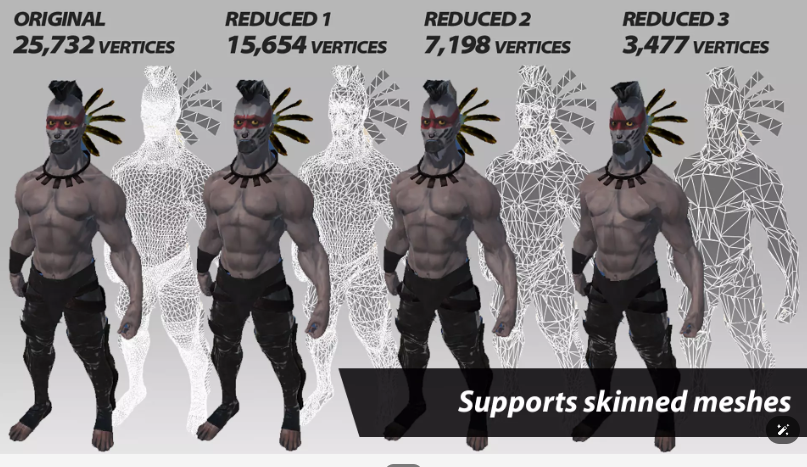 ORIGINAL
25,732 VERTICES
REDUCED 1
15,654 VERTICES
REDUCED 2
7,198 VERTICES
REDUCED 3
3,477 VERTICES
Supports skinned meshes